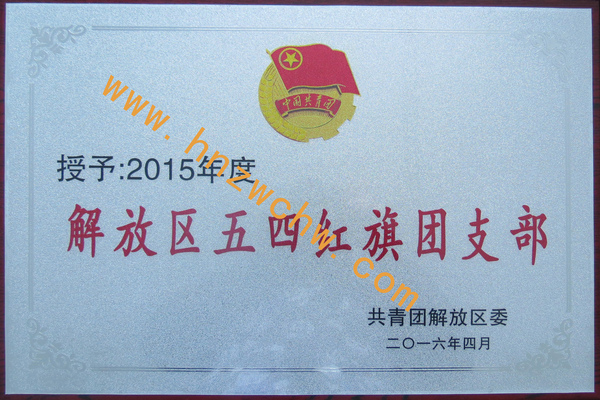 中国共青团
授予:2015年度
解放区五四红旗团支部
共青团解放区委
二〇一六年四月
www.hnzwchw.com